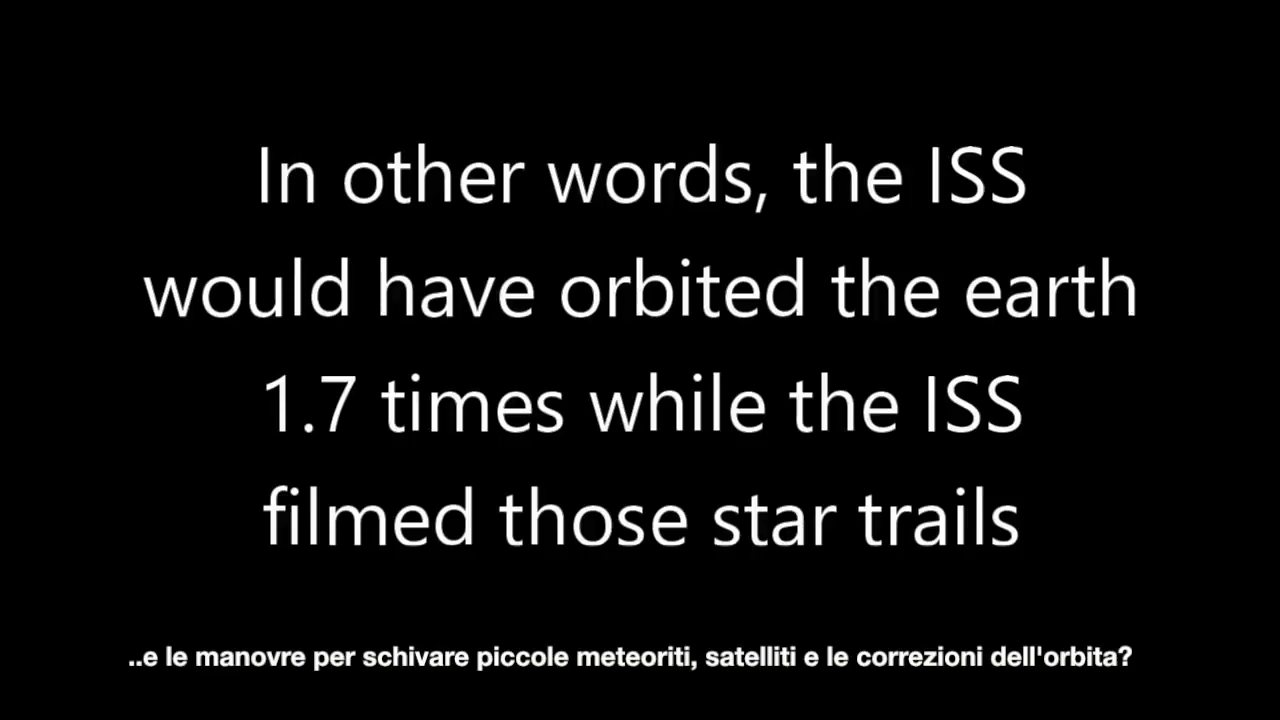 In other words, the ISS
would have orbited the earth
1.7 times while the ISS
filmed those star trails
..e le manovre per schivare piccole meteoriti, satelliti e le correzioni dell'orbita?